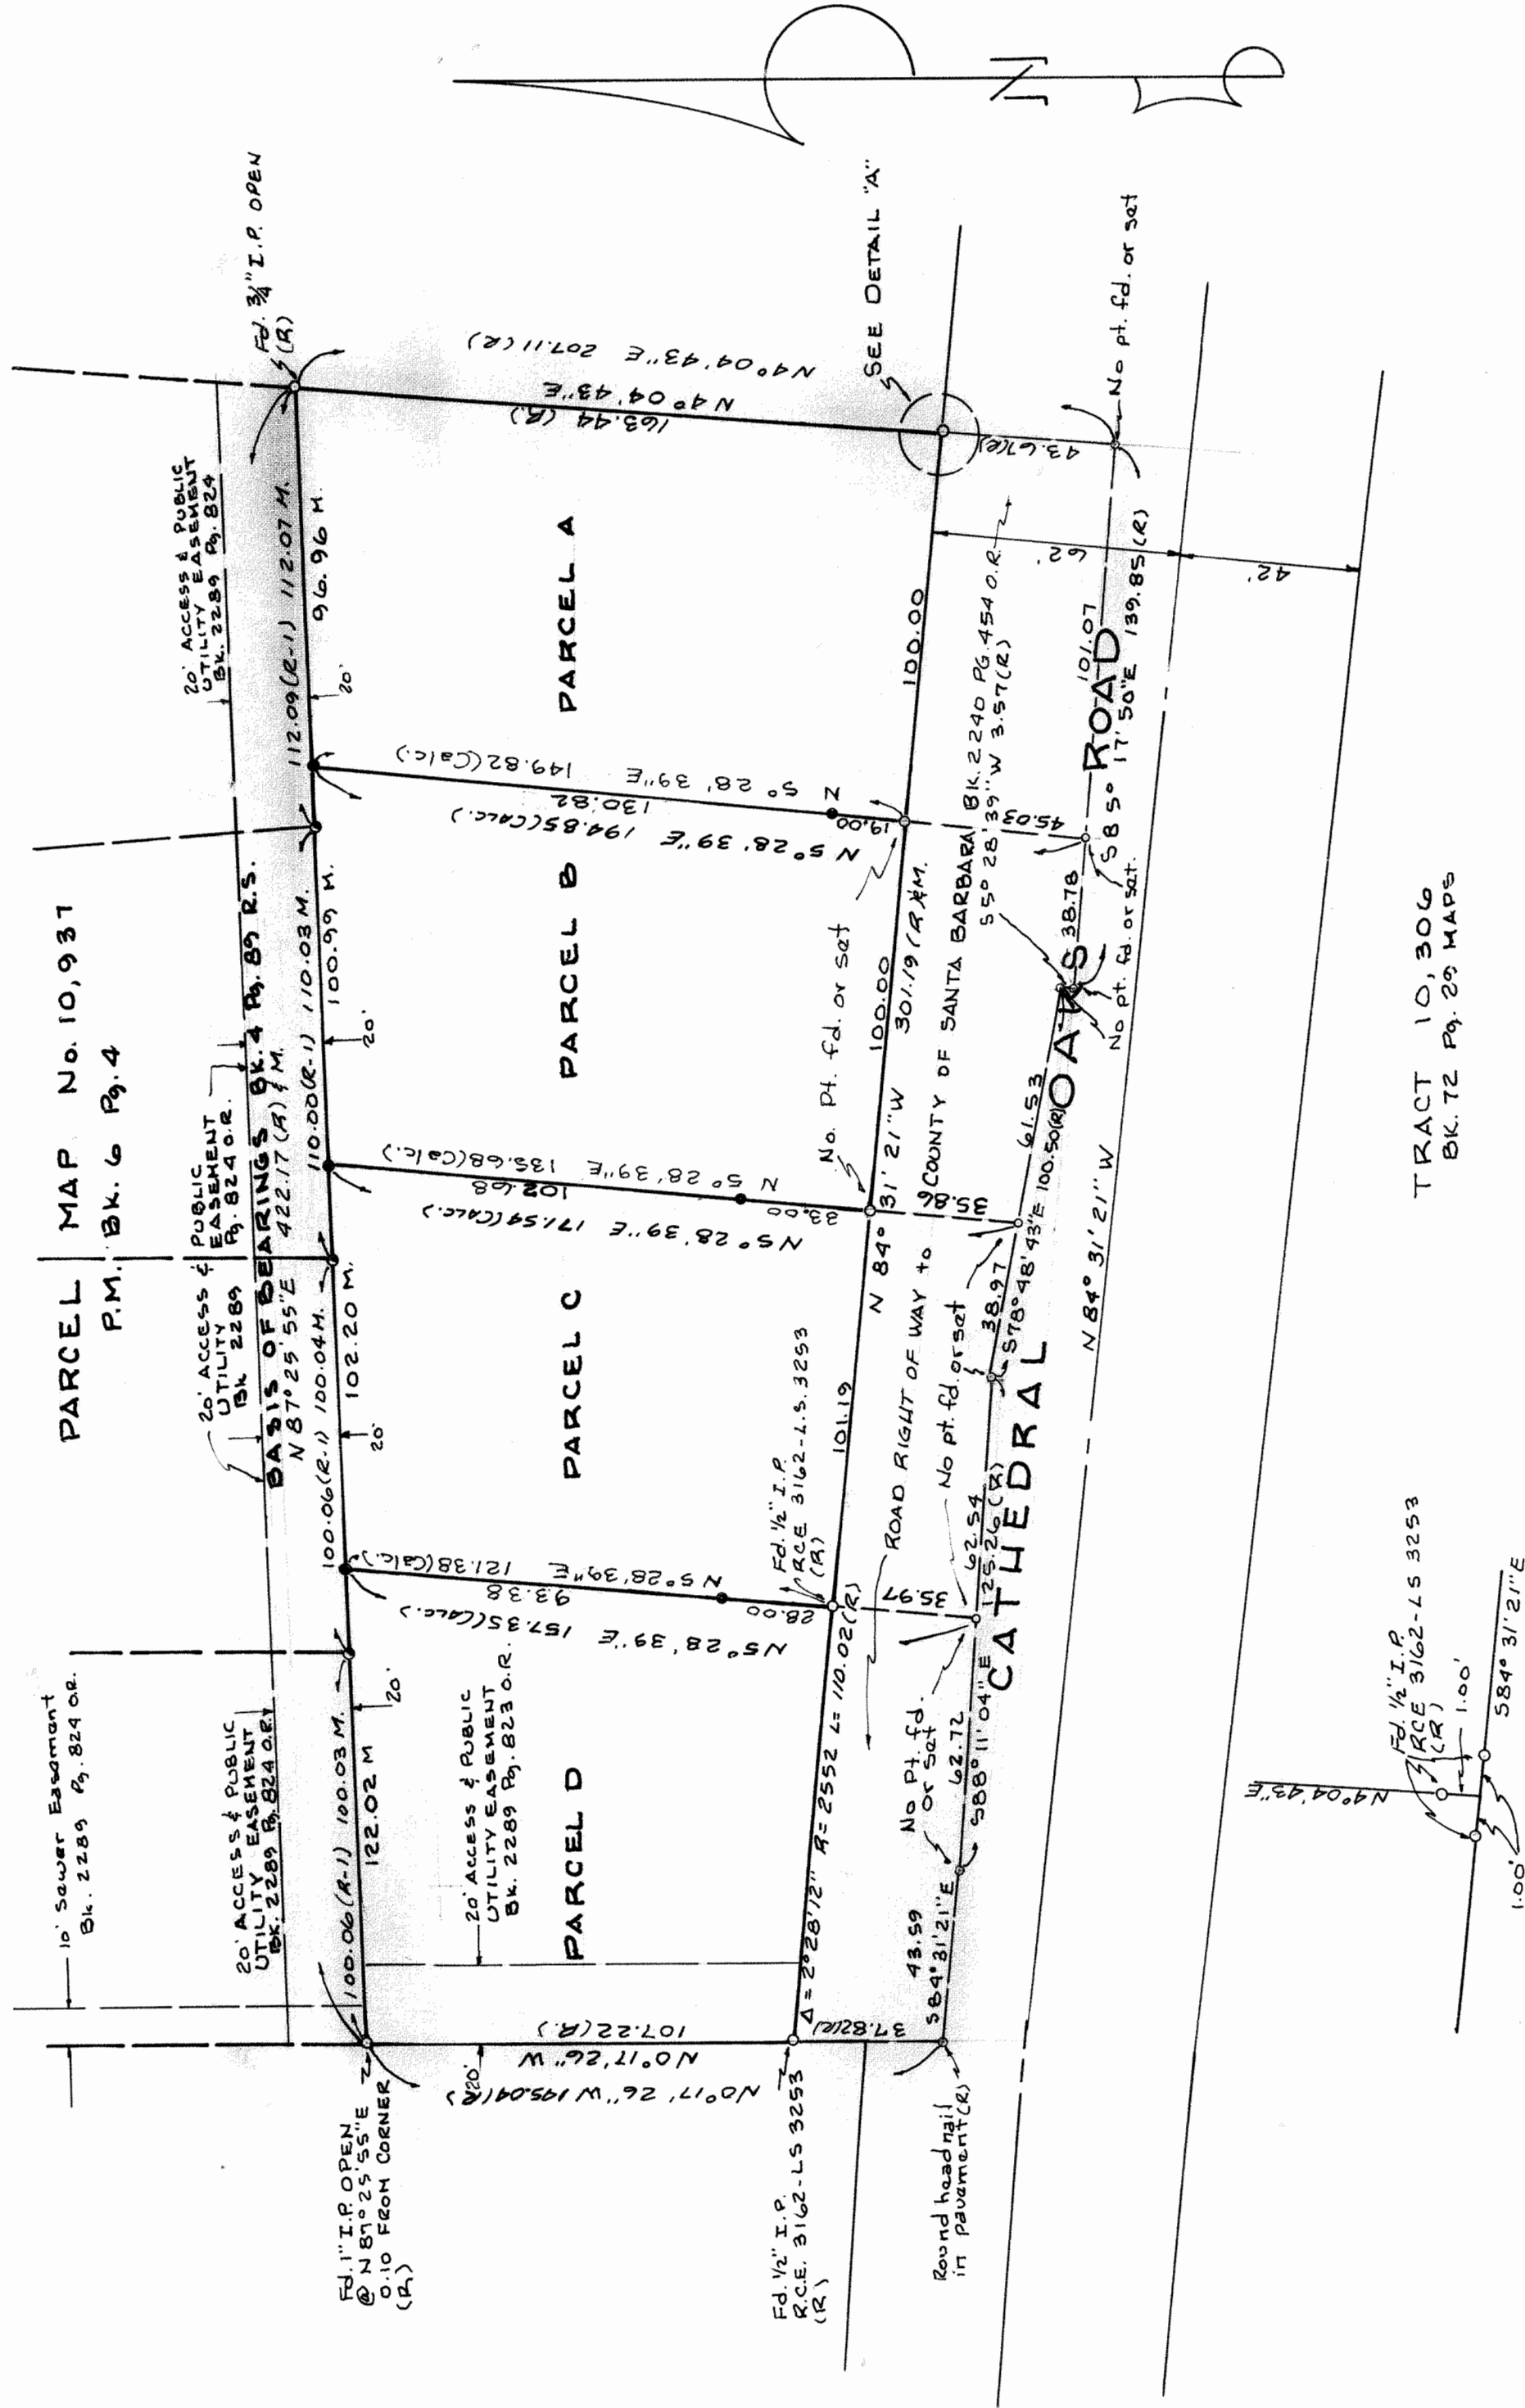 PARCEL MAP No. 10,937
P.M. Bk. 6 Pg. 4
10' Sewer Easement
Bk. 2289 Pg. 824 O.R.
20' ACCESS & PUBLIC
UTILITY EASEMENT
BK. 2289 Pg. 824 O.R.
20' ACCESS & PUBLIC
UTILITY EASEMENT
Bk 2289 Pg. 824 O.R.
20' ACCESS & PUBLIC
UTILITY EASEMENT
BK. 2289 Pg. 824
BASIS OF BEARINGS BK. 4 Pg. 89 R.S.
N 87° 25' 55" E 422.17 (R) & M.
100.06 (R-1) 100.03 M.
122.02 M
100.06 (R-1) 100.04 M.
102.20 M.
110.00 (R-1) 110.03 M.
100.99 M.
112.09 (R-1) 112.07 M.
96.96 M.
20'
20'
20'
20'
Fd. 3/4" I.P. OPEN
(R)
Fd. 1" I.P. OPEN
@ N 87° 25' 55" E
0.10 FROM CORNER
(R)
N 0° 17' 26" W 145.04 (R)
N 0° 17' 26" W
107.22 (R.)
20'
37.82 (R)
20' ACCESS & PUBLIC
UTILITY EASEMENT
Bk. 2289 Pg. 823 O.R.
PARCEL D
N 5° 28' 39" E 157.35 (CALC.)
93.38
28.00
N 5° 28' 39" E 121.38 (Calc.)
35.97
PARCEL C
N 5° 28' 39" E 171.54 (CALC.)
102.68
33.00
N 5° 28' 39" E 135.68 (Calc.)
35.86
PARCEL B
N 5° 28' 39" E 194.85 (CALC.)
130.82
19.00
N 5° 28' 39" E 149.82 (Calc.)
45.03
PARCEL A
163.44 (R.)
N 4° 04' 43" E
N 4° 04' 43" E 207.11 (R)
43.67 (R)
SEE DETAIL "A"
N
Fd. 1/2" I.P.
R.C.E. 3162-LS 3253
(R)
Δ = 2° 28' 12" R = 2552 L = 110.02 (R)
Fd. 1/2" I.P.
RCE 3162-L.S. 3253
(R)
101.19
N 84° 31' 21" W 301.19 (R & M.
100.00
100.00
No. Pt. fd. or set
ROAD RIGHT OF WAY to COUNTY OF SANTA BARBARA BK. 2240 PG. 454 O.R.
S 5° 28' 39" W 3.57 (R)
Round head nail
in pavement (R)
43.59
S 84° 31' 21" E
No Pt. fd.
or set
62.72
S 88° 11' 04" E
No pt. fd. or set
62.54
125.26 (R)
38.97
S 78° 48' 43" E 100.50 (R)
61.53
No pt. fd. or set
38.78
No pt. fd. or set.
101.07
S 85° 17' 50" E 139.85 (R)
No pt. fd. or set
62'
42'
CATHEDRAL OAKS ROAD
N 84° 31' 21" W
TRACT 10,306
BK. 72 Pg. 29 MAPS
Fd. 1/2" I.P.
RCE 3162-LS 3253
(R)
N 4° 04' 43" E
1.00'
1.00'
S 84° 31' 21" E